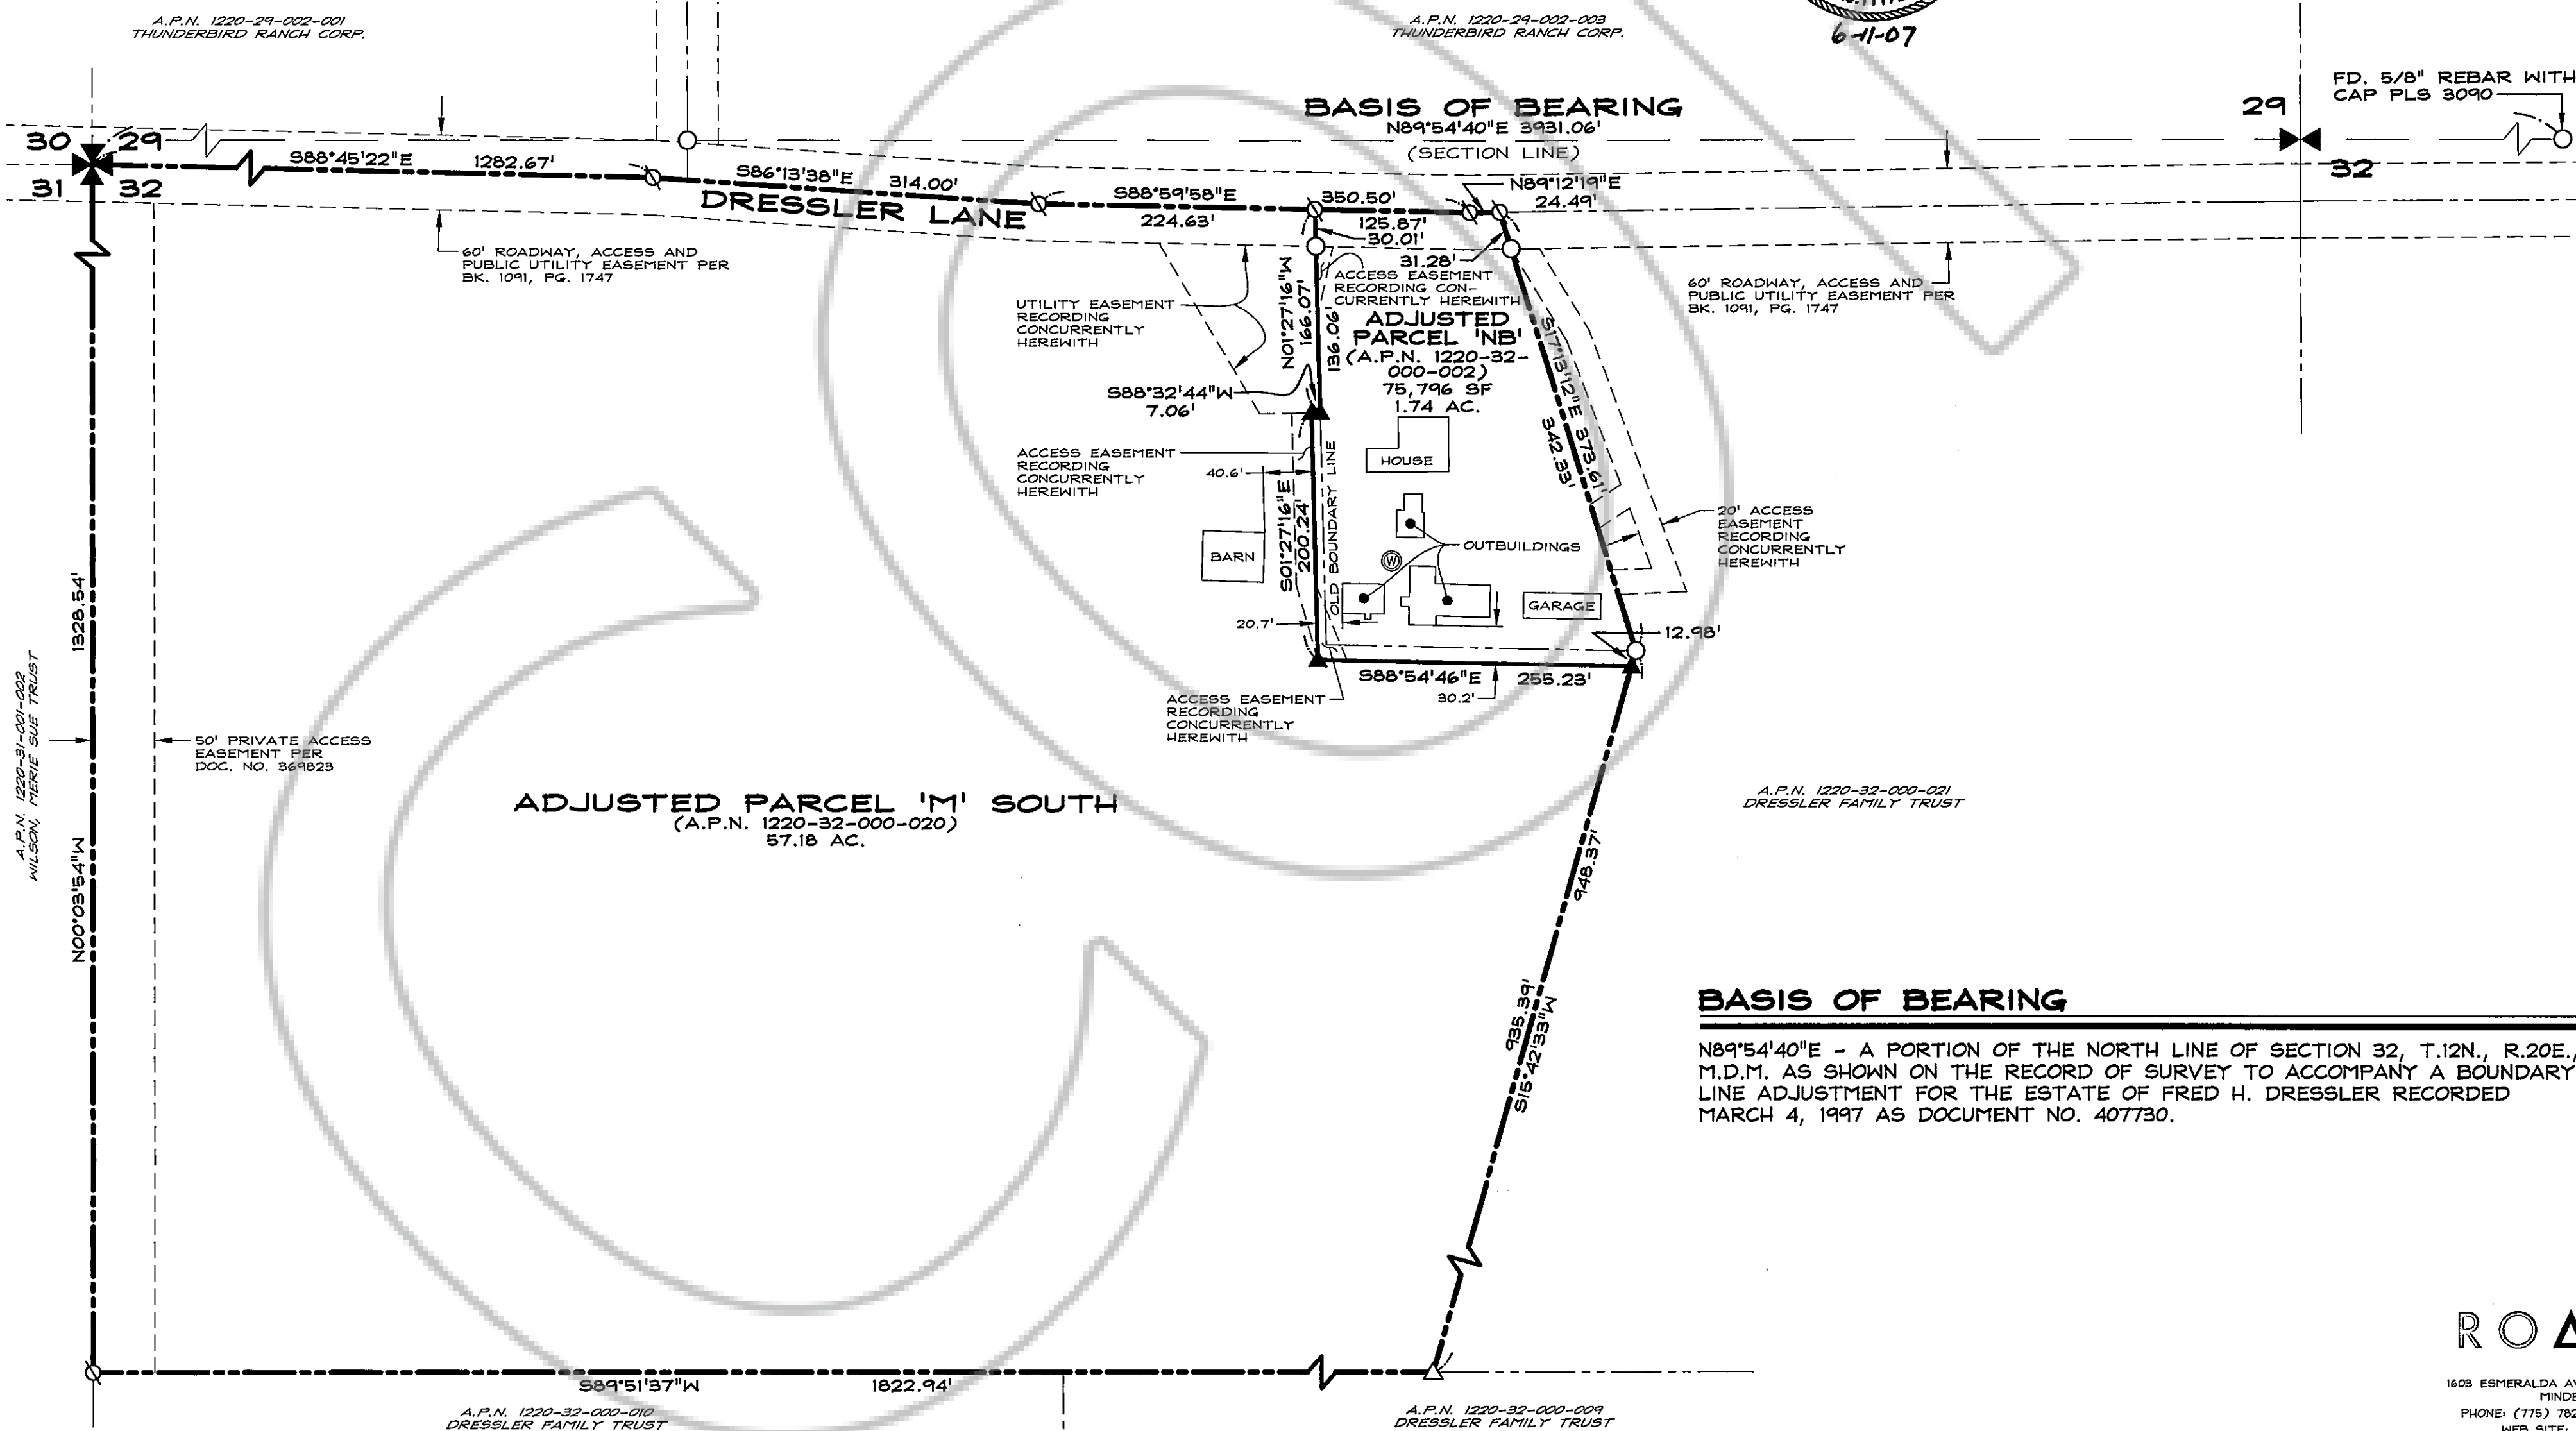 A.P.N. 1220-29-002-001
THUNDERBIRD RANCH CORP.
A.P.N. 1220-29-002-003
THUNDERBIRD RANCH CORP.
6-11-07
FD. 5/8" REBAR WITH
CAP PLS 3090
BASIS OF BEARING
N89°54'40"E 3931.06'
(SECTION LINE)
30 29
31 32
29
32
S88°45'22"E 1282.67'
S86°13'38"E 314.00'
DRESSLER LANE
S88°59'58"E 350.50'
224.63'
125.87'
N89°12'19"E
24.49'
30.01'
31.28'
60' ROADWAY, ACCESS AND
PUBLIC UTILITY EASEMENT PER
BK. 1091, PG. 1747
60' ROADWAY, ACCESS AND
PUBLIC UTILITY EASEMENT PER
BK. 1091, PG. 1747
UTILITY EASEMENT
RECORDING
CONCURRENTLY
HEREWITH
ACCESS EASEMENT
RECORDING CON-
CURRENTLY HEREWITH
N01°27'16"W
166.07'
136.06'
ADJUSTED
PARCEL 'NB'
(A.P.N. 1220-32-
000-002)
75,796 SF
1.74 AC.
S17°13'12"E 373.61'
342.33'
S88°32'44"W
7.06'
ACCESS EASEMENT
RECORDING
CONCURRENTLY
HEREWITH
40.6'
S01°27'16"E
200.24'
OLD BOUNDARY LINE
HOUSE
BARN
OUTBUILDINGS
W
GARAGE
20' ACCESS
EASEMENT
RECORDING
CONCURRENTLY
HEREWITH
20.7'
12.98'
S88°54'46"E 255.23'
30.2'
ACCESS EASEMENT
RECORDING
CONCURRENTLY
HEREWITH
1328.54'
N00°03'54"W
A.P.N. 1220-31-001-002
WILSON, MERIE SUE TRUST
50' PRIVATE ACCESS
EASEMENT PER
DOC. NO. 369823
ADJUSTED PARCEL 'M' SOUTH
(A.P.N. 1220-32-000-020)
57.18 AC.
A.P.N. 1220-32-000-021
DRESSLER FAMILY TRUST
948.37'
935.39'
S15°42'33"W
BASIS OF BEARING
N89°54'40"E - A PORTION OF THE NORTH LINE OF SECTION 32, T.12N., R.20E.,
M.D.M. AS SHOWN ON THE RECORD OF SURVEY TO ACCOMPANY A BOUNDARY
LINE ADJUSTMENT FOR THE ESTATE OF FRED H. DRESSLER RECORDED
MARCH 4, 1997 AS DOCUMENT NO. 407730.
S89°51'37"W 1822.94'
A.P.N. 1220-32-000-010
DRESSLER FAMILY TRUST
A.P.N. 1220-32-000-009
DRESSLER FAMILY TRUST
R O
1603 ESMERALDA
PHONE: (775)
WEB SITE: